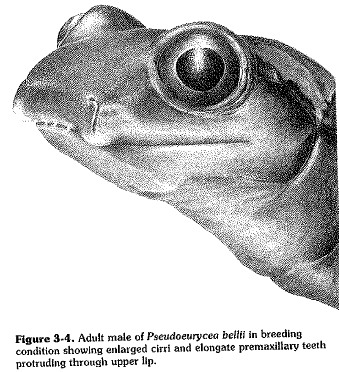 Figure 3-4. Adult male of Pseudoeurycea bellii in breeding
condition showing enlarged cirri and elongate premaxillary teeth
protruding through upper lip.